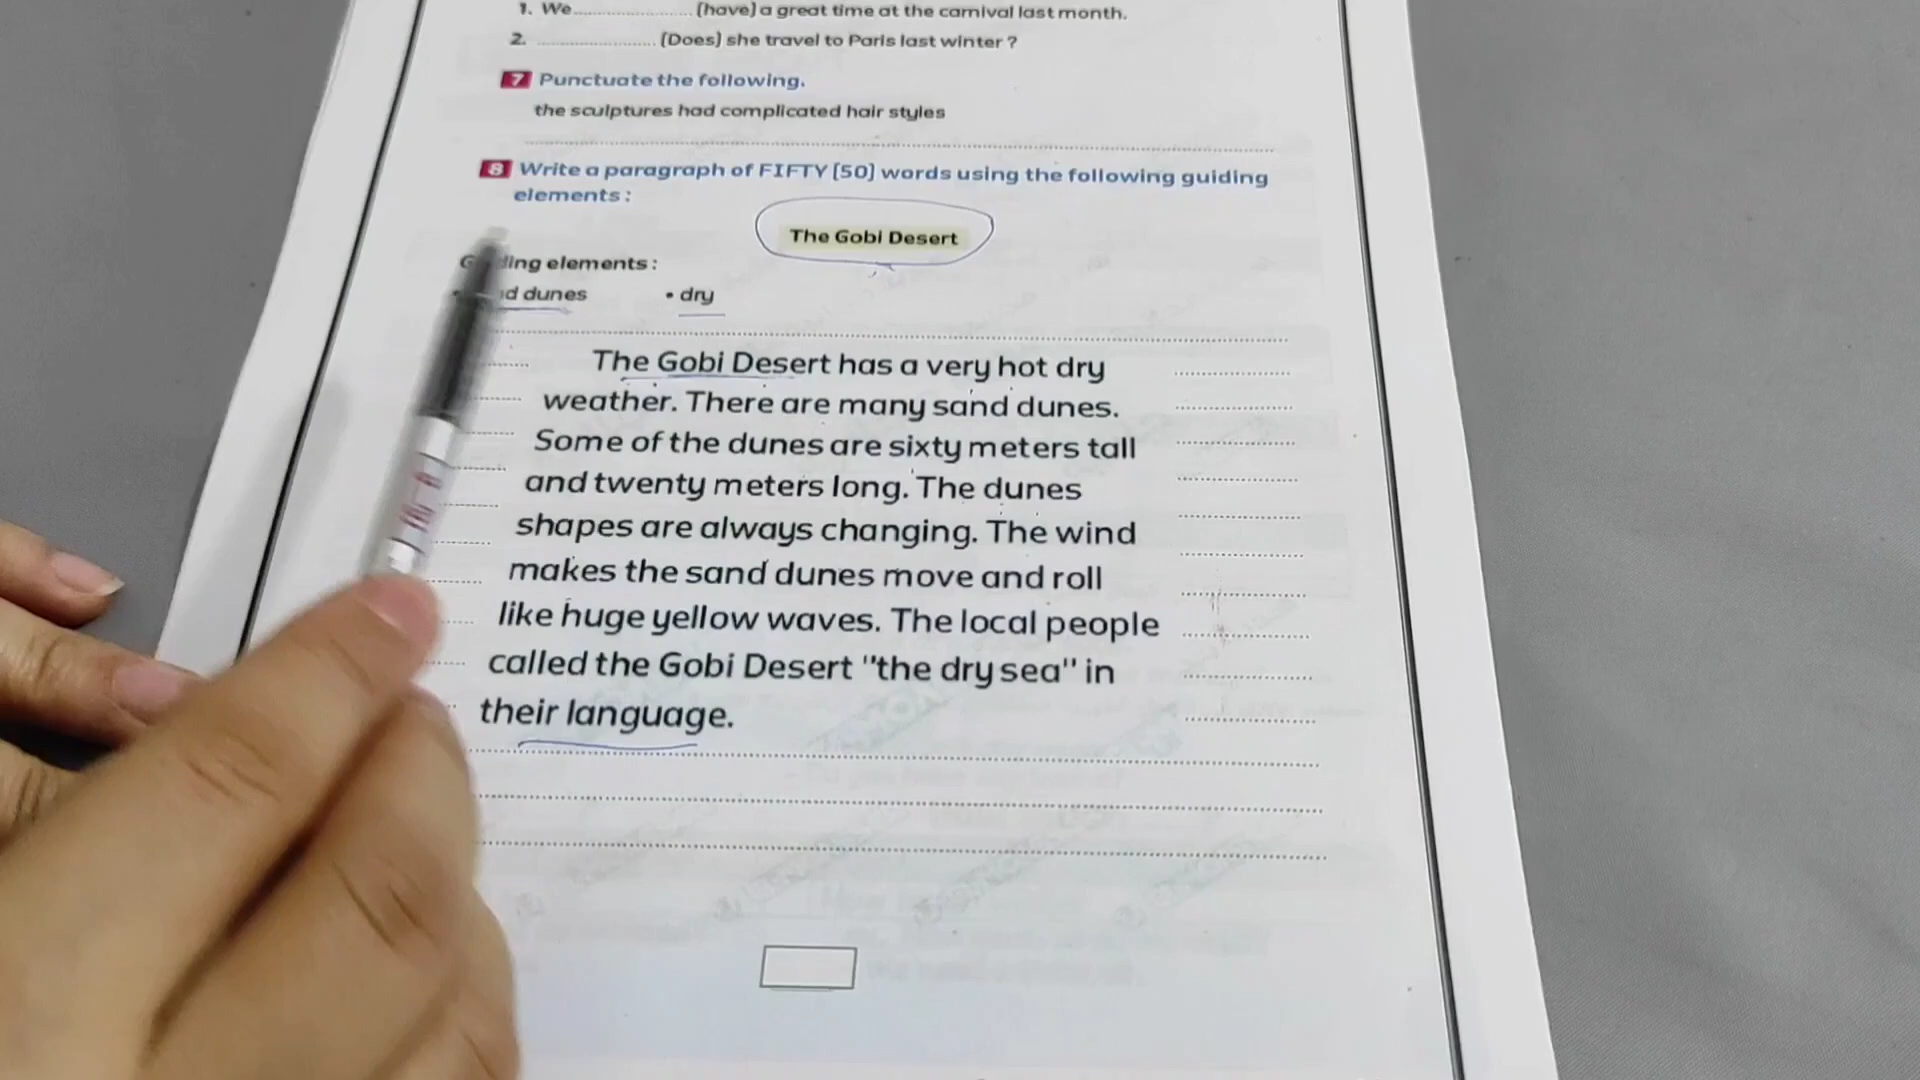 1. We.................... (have) a great time at the carnival last month.
2. .................... (Does) she travel to Paris last winter ?
7 Punctuate the following.
the sculptures had complicated hair styles
8 Write a paragraph of FIFTY (50) words using the following guiding
elements :
The Gobi Desert
elements :
dunes • dry
The Gobi Desert has a very hot dry
weather. There are many sand dunes.
Some of the dunes are sixty meters tall
and twenty meters long. The dunes
shapes are always changing. The wind
makes the sand dunes move and roll
like huge yellow waves. The local people
called the Gobi Desert "the dry sea" in
their language.